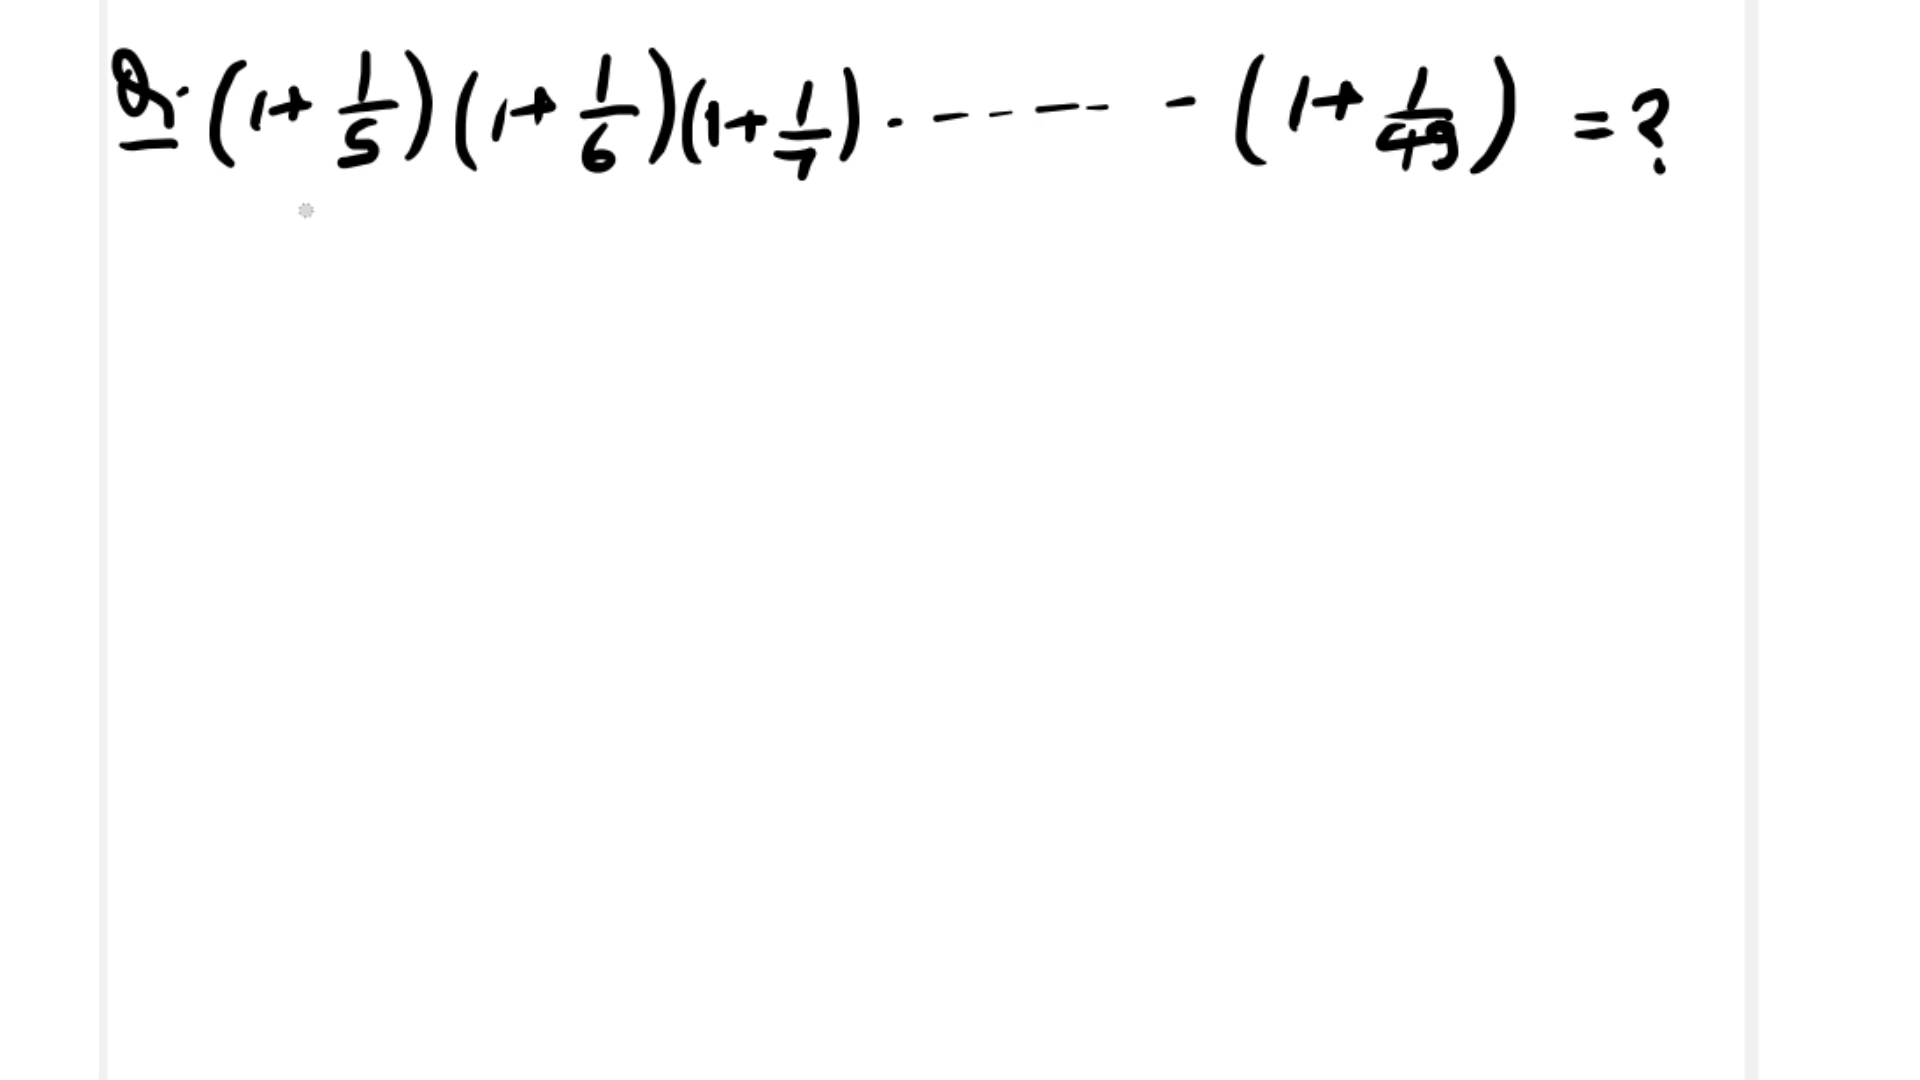 Q. (1+1/5)(1+1/6)(1+1/7).------(1+1/49) = ?